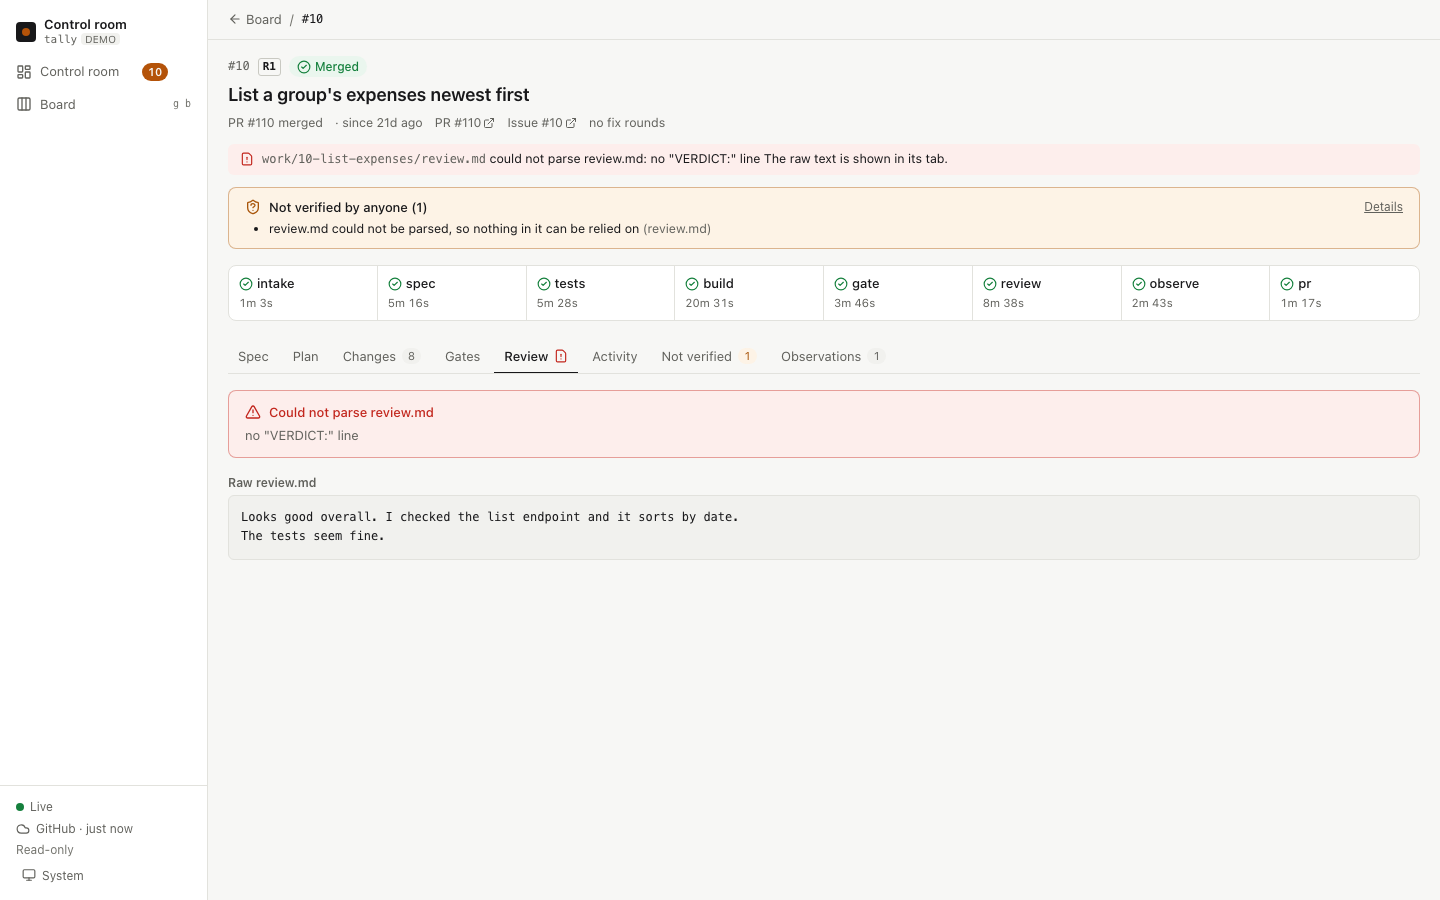 Control room
tally DEMO
Control room 10
Board g b
Live
GitHub · just now
Read-only
System
Board / #10
#10 R1 Merged
List a group's expenses newest first
PR #110 merged · since 21d ago PR #110 Issue #10 no fix rounds
work/10-list-expenses/review.md could not parse review.md: no "VERDICT:" line The raw text is shown in its tab.
Not verified by anyone (1) Details
• review.md could not be parsed, so nothing in it can be relied on (review.md)
intake spec tests build gate review observe pr
1m 3s 5m 16s 5m 28s 20m 31s 3m 46s 8m 38s 2m 43s 1m 17s
Spec Plan Changes 8 Gates Review Activity Not verified 1 Observations 1
Could not parse review.md
no "VERDICT:" line
Raw review.md
Looks good overall. I checked the list endpoint and it sorts by date.
The tests seem fine.